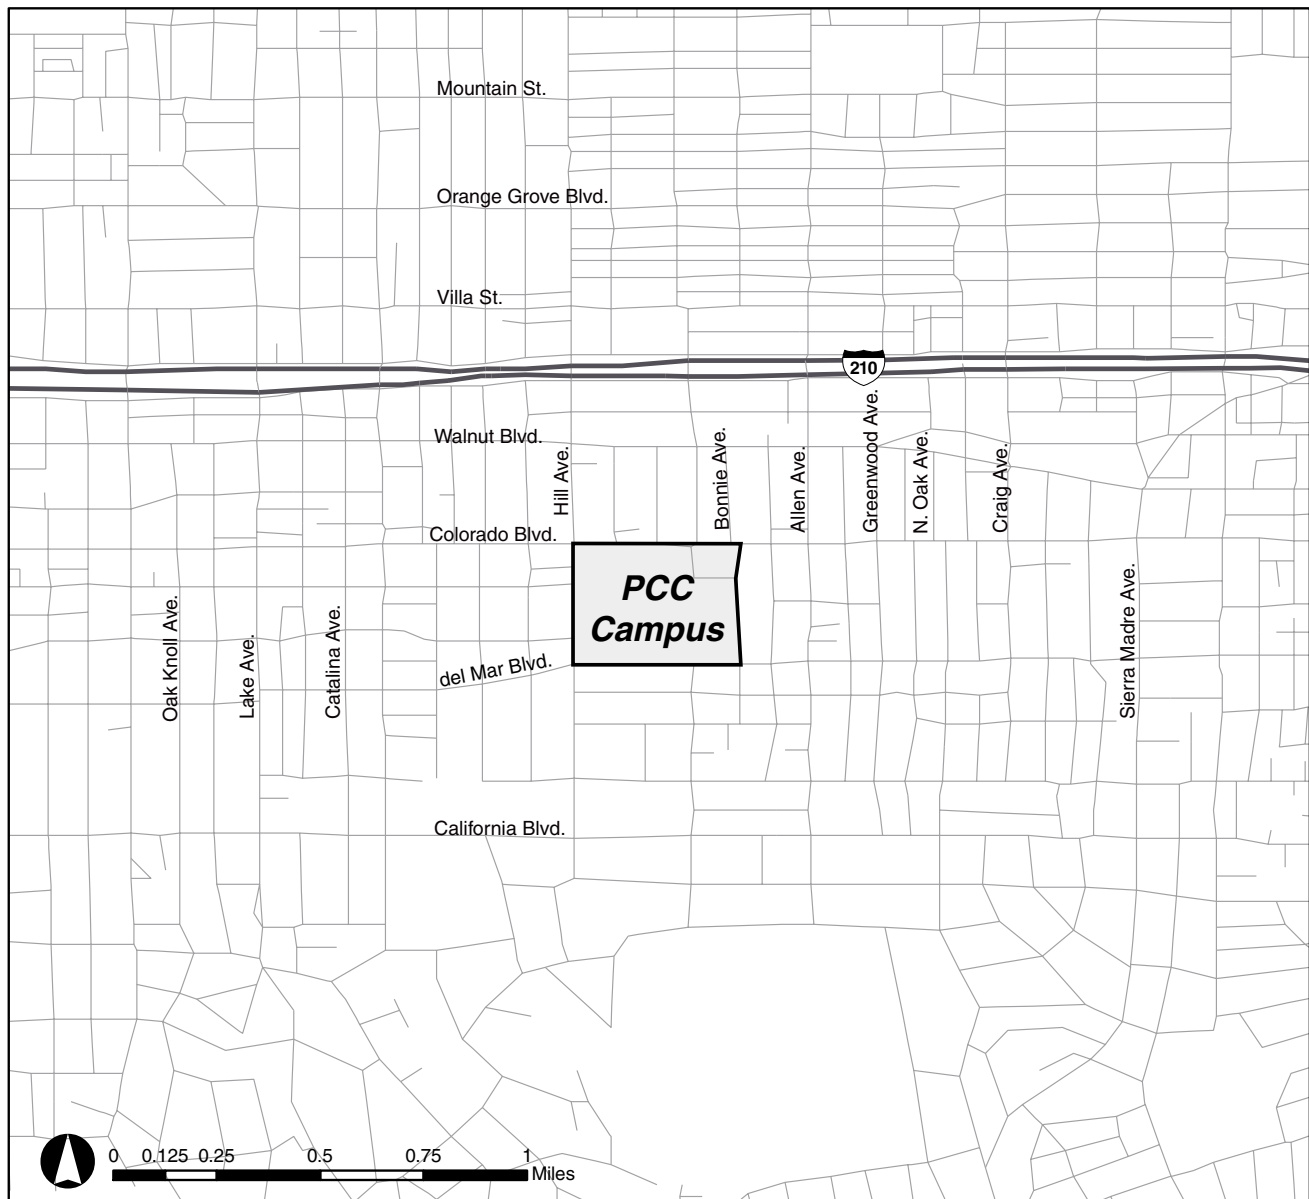 Mountain St.
Orange Grove Blvd.
Villa St.
210
Walnut Blvd.
Hill Ave.
Bonnie Ave.
Allen Ave.
Greenwood Ave.
N. Oak Ave.
Craig Ave.
Colorado Blvd.
PCC
Campus
Oak Knoll Ave.
Lake Ave.
Catalina Ave.
del Mar Blvd.
Sierra Madre Ave.
California Blvd.
0 0.125 0.25 0.5 0.75 1
Miles